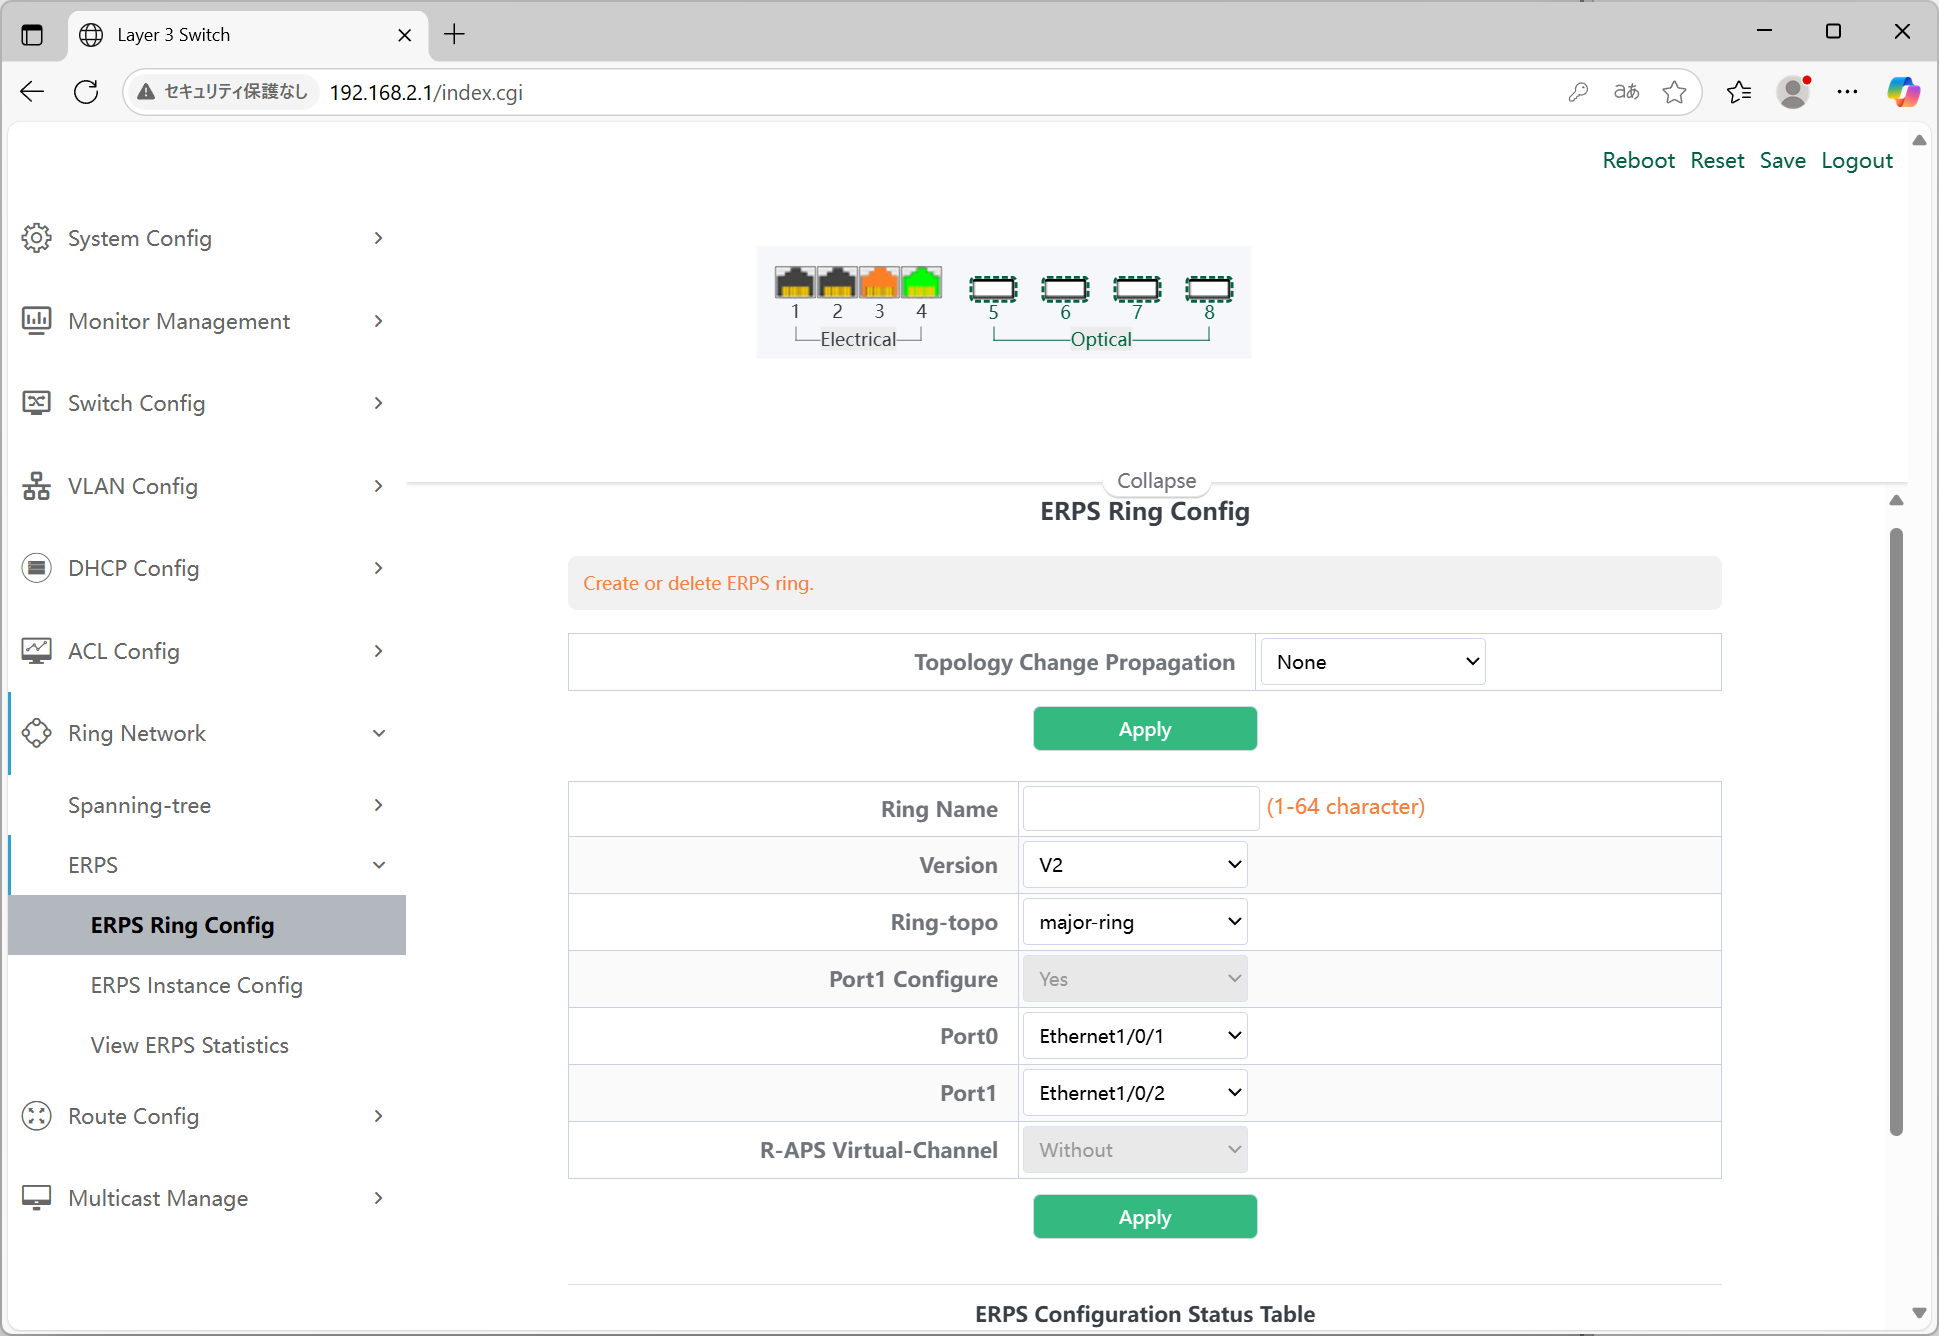 Layer 3 Switch
セキュリティ保護なし 192.168.2.1/index.cgi aあ
Reboot Reset Save Logout
System Config
Monitor Management
Switch Config
VLAN Config
DHCP Config
ACL Config
Ring Network
Spanning-tree
ERPS
ERPS Ring Config
ERPS Instance Config
View ERPS Statistics
Route Config
Multicast Manage
1 2 3 4 5 6 7 8
Electrical Optical
Collapse
ERPS Ring Config
Create or delete ERPS ring.
Topology Change Propagation None
Apply
Ring Name (1-64 character)
Version V2
Ring-topo major-ring
Port1 Configure Yes
Port0 Ethernet1/0/1
Port1 Ethernet1/0/2
R-APS Virtual-Channel Without
Apply
ERPS Configuration Status Table